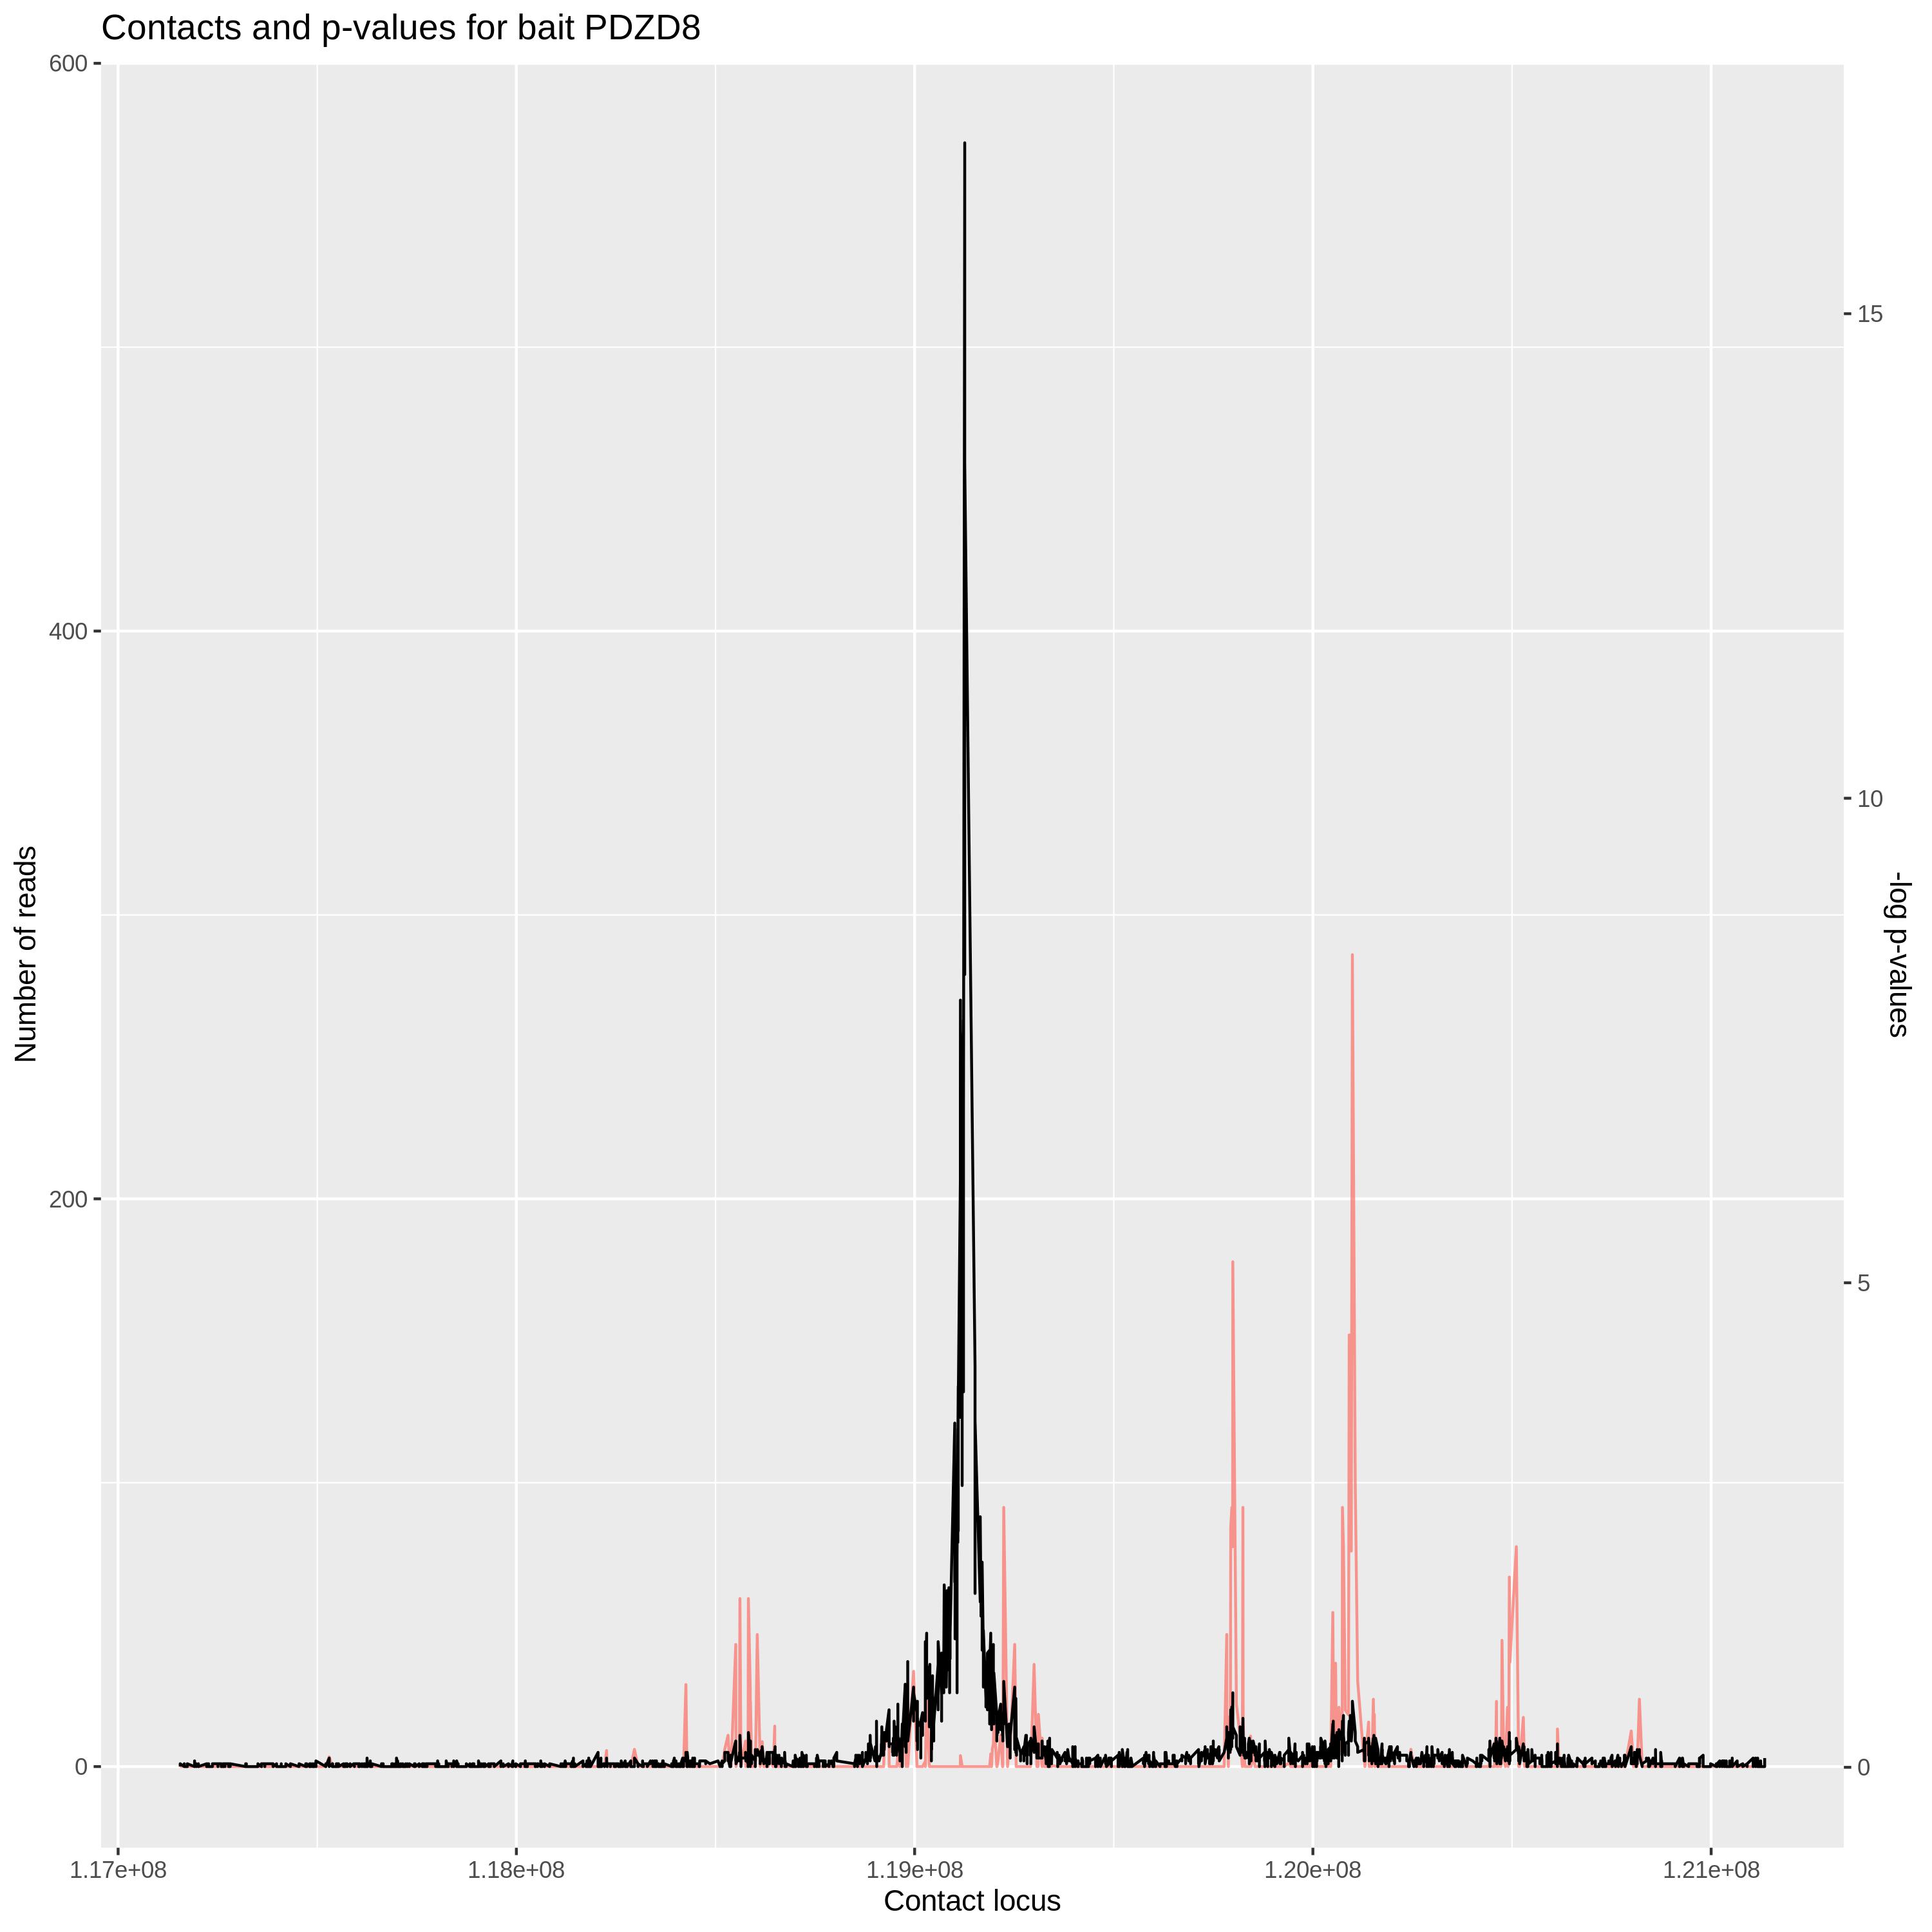 Contacts and p-values for bait PDZD8
600
400
200
0
Number of reads
15
10
5
0
-log p-values
1.17e+08
1.18e+08
1.19e+08
1.20e+08
1.21e+08
Contact locus